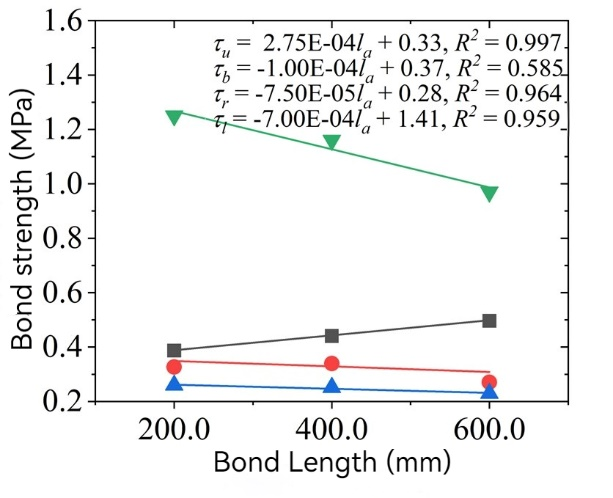 τu = 2.75E-04la + 0.33, R2 = 0.997
τb = -1.00E-04la + 0.37, R2 = 0.585
τr = -7.50E-05la + 0.28, R2 = 0.964
τl = -7.00E-04la + 1.41, R2 = 0.959
1.6
1.4
1.2
1.0
0.8
0.6
0.4
0.2
Bond strength (MPa)
200.0 400.0 600.0
Bond Length (mm)